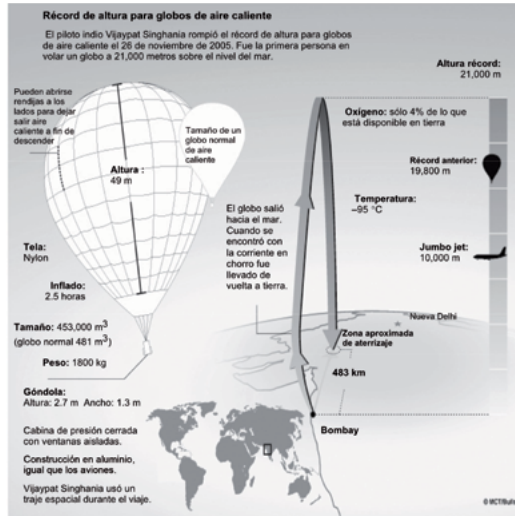 Récord de altura para globos de aire caliente
El piloto indio Vijaypat Singhania rompió el récord de altura para globos
de aire caliente el 26 de noviembre de 2005. Fue la primera persona en
volar un globo a 21,000 metros sobre el nivel del mar.
Altura récord:
21,000 m
Pueden abrirse
rendijas a los
lados para dejar
salir aire
caliente a fin de
descender
Tamaño de un
globo normal
de aire
caliente
Altura :
49 m
Oxígeno: sólo 4% de lo que
está disponible en tierra
Récord anterior:
19,800 m
Temperatura:
–95 °C
El globo salió
hacia el mar.
Cuando se
encontró con
la corriente en
chorro fue
llevado de
vuelta a tierra.
Jumbo jet:
10,000 m
Tela:
Nylon
Inflado:
2.5 horas
Tamaño: 453,000 m³
(globo normal 481 m³)
Peso: 1800 kg
Nueva Delhi
Zona aproximada
de aterrizaje
483 km
Góndola:
Altura: 2.7 m Ancho: 1.3 m
Cabina de presión cerrada
con ventanas aisladas.
Construcción en aluminio,
igual que los aviones.
Vijaypat Singhania usó un
traje espacial durante el viaje.
Bombay
© MCT/Bulls